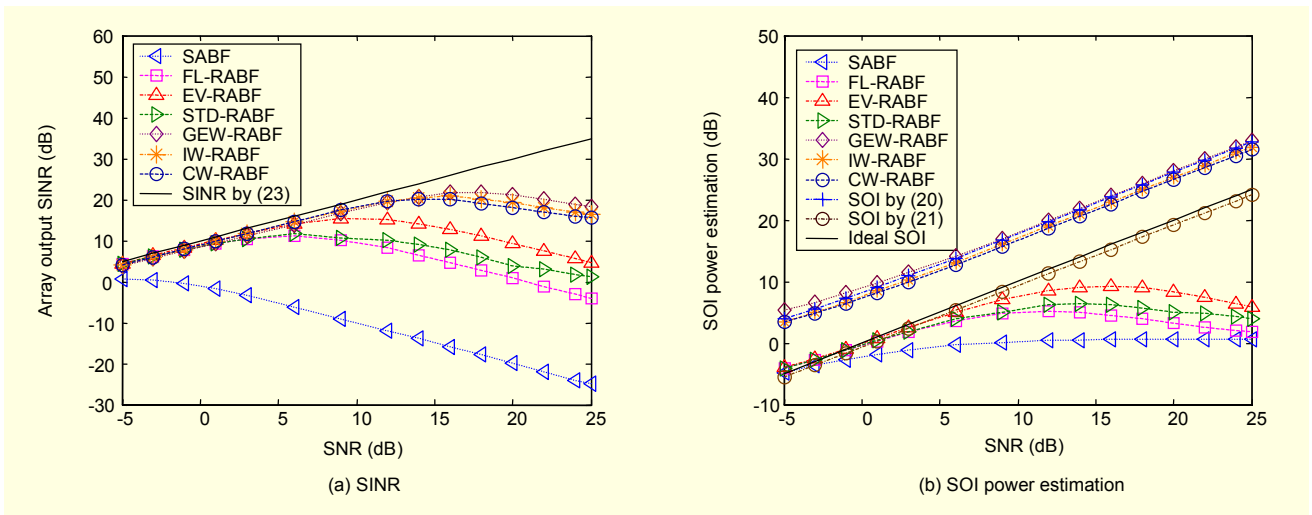 60
50
40
30
20
10
0
-10
-20
-30
Array output SINR (dB)
SABF
FL-RABF
EV-RABF
STD-RABF
GEW-RABF
IW-RABF
CW-RABF
SINR by (23)
-5 0 5 10 15 20 25
SNR (dB)
(a) SINR
50
40
30
20
10
0
-10
SOI power estimation (dB)
SABF
FL-RABF
EV-RABF
STD-RABF
GEW-RABF
IW-RABF
CW-RABF
SOI by (20)
SOI by (21)
Ideal SOI
-5 0 5 10 15 20 25
SNR (dB)
(b) SOI power estimation